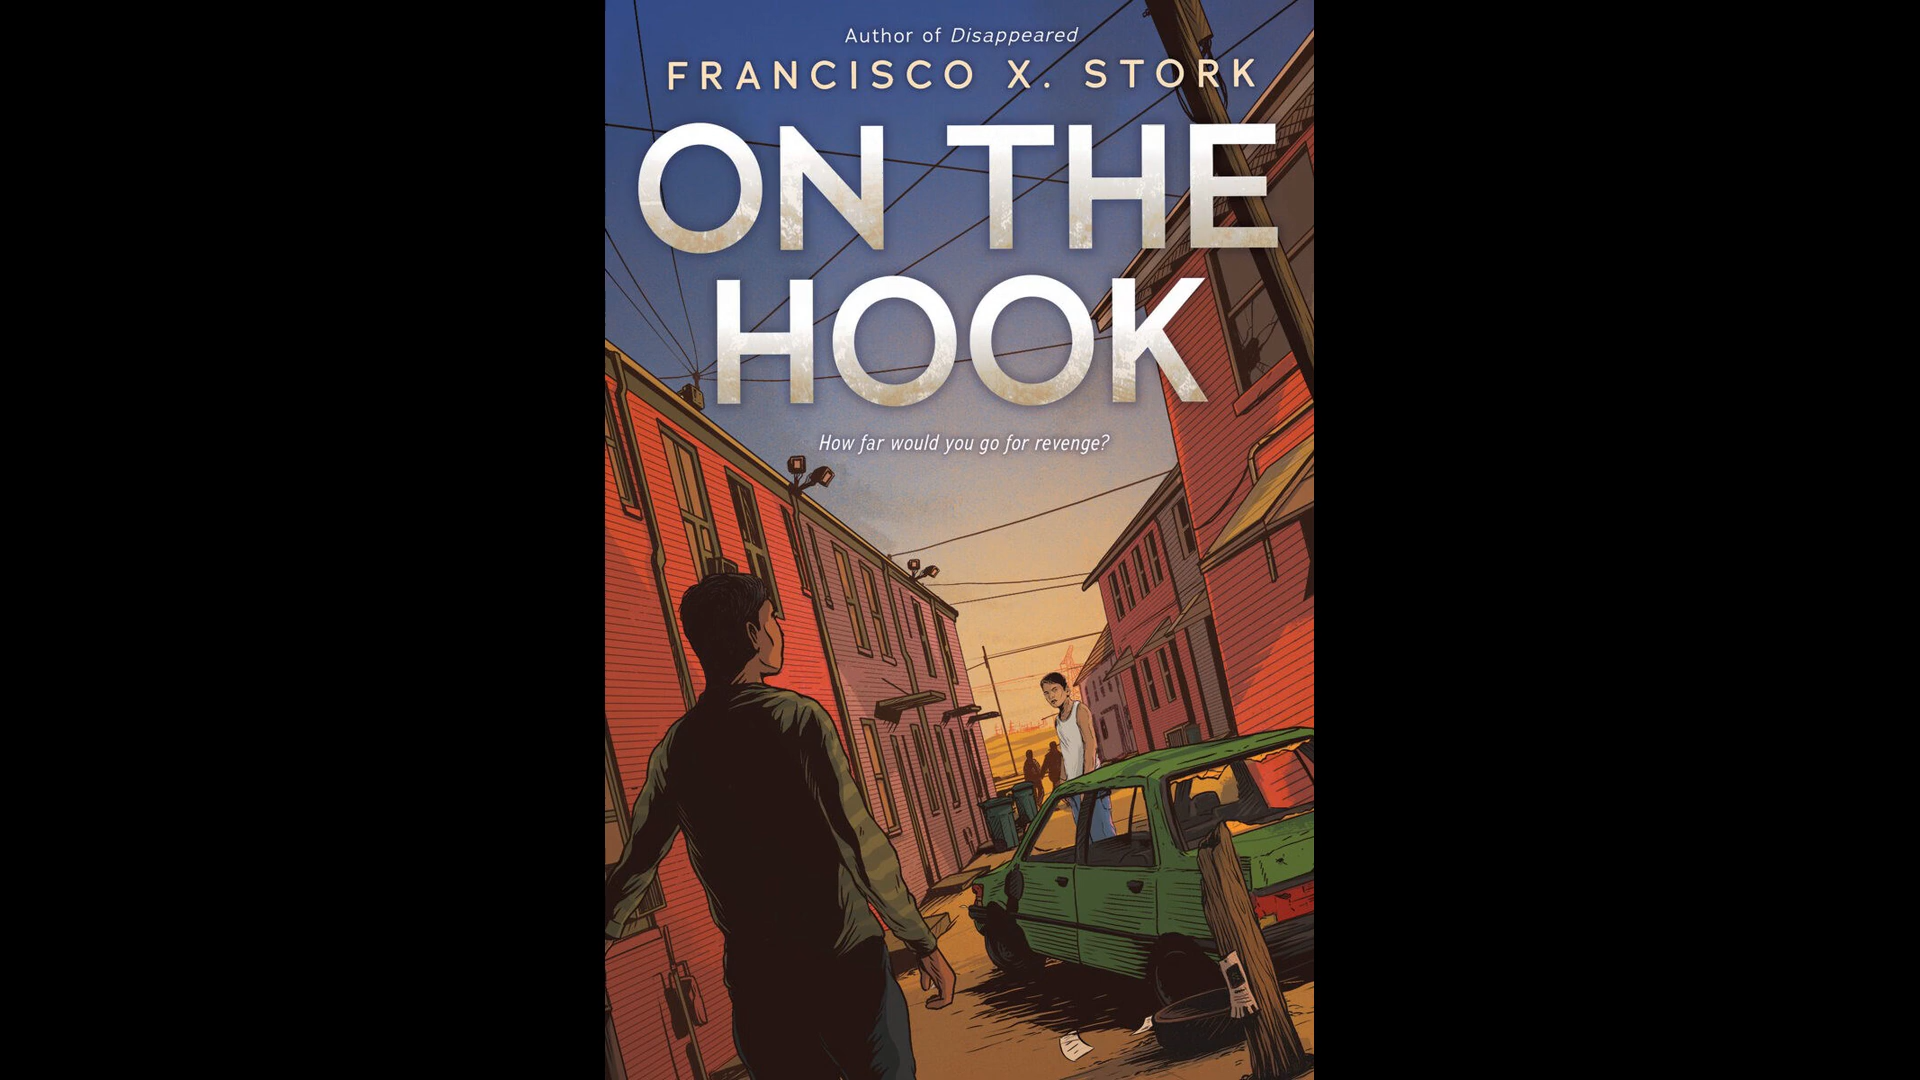 Author of Disappeared
FRANCISCO X. STORK
ON THE
HOOK
How far would you go for revenge?